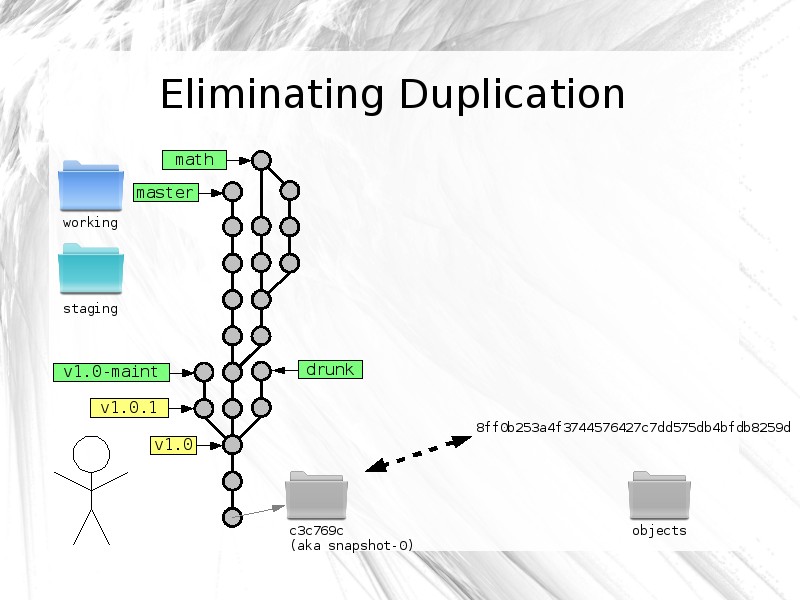 Eliminating Duplication
math
master
working
staging
v1.0-maint
drunk
v1.0.1
8ff0b253a4f3744576427c7dd575db4bfdb8259d
v1.0
c3c769c
(aka snapshot-0)
objects